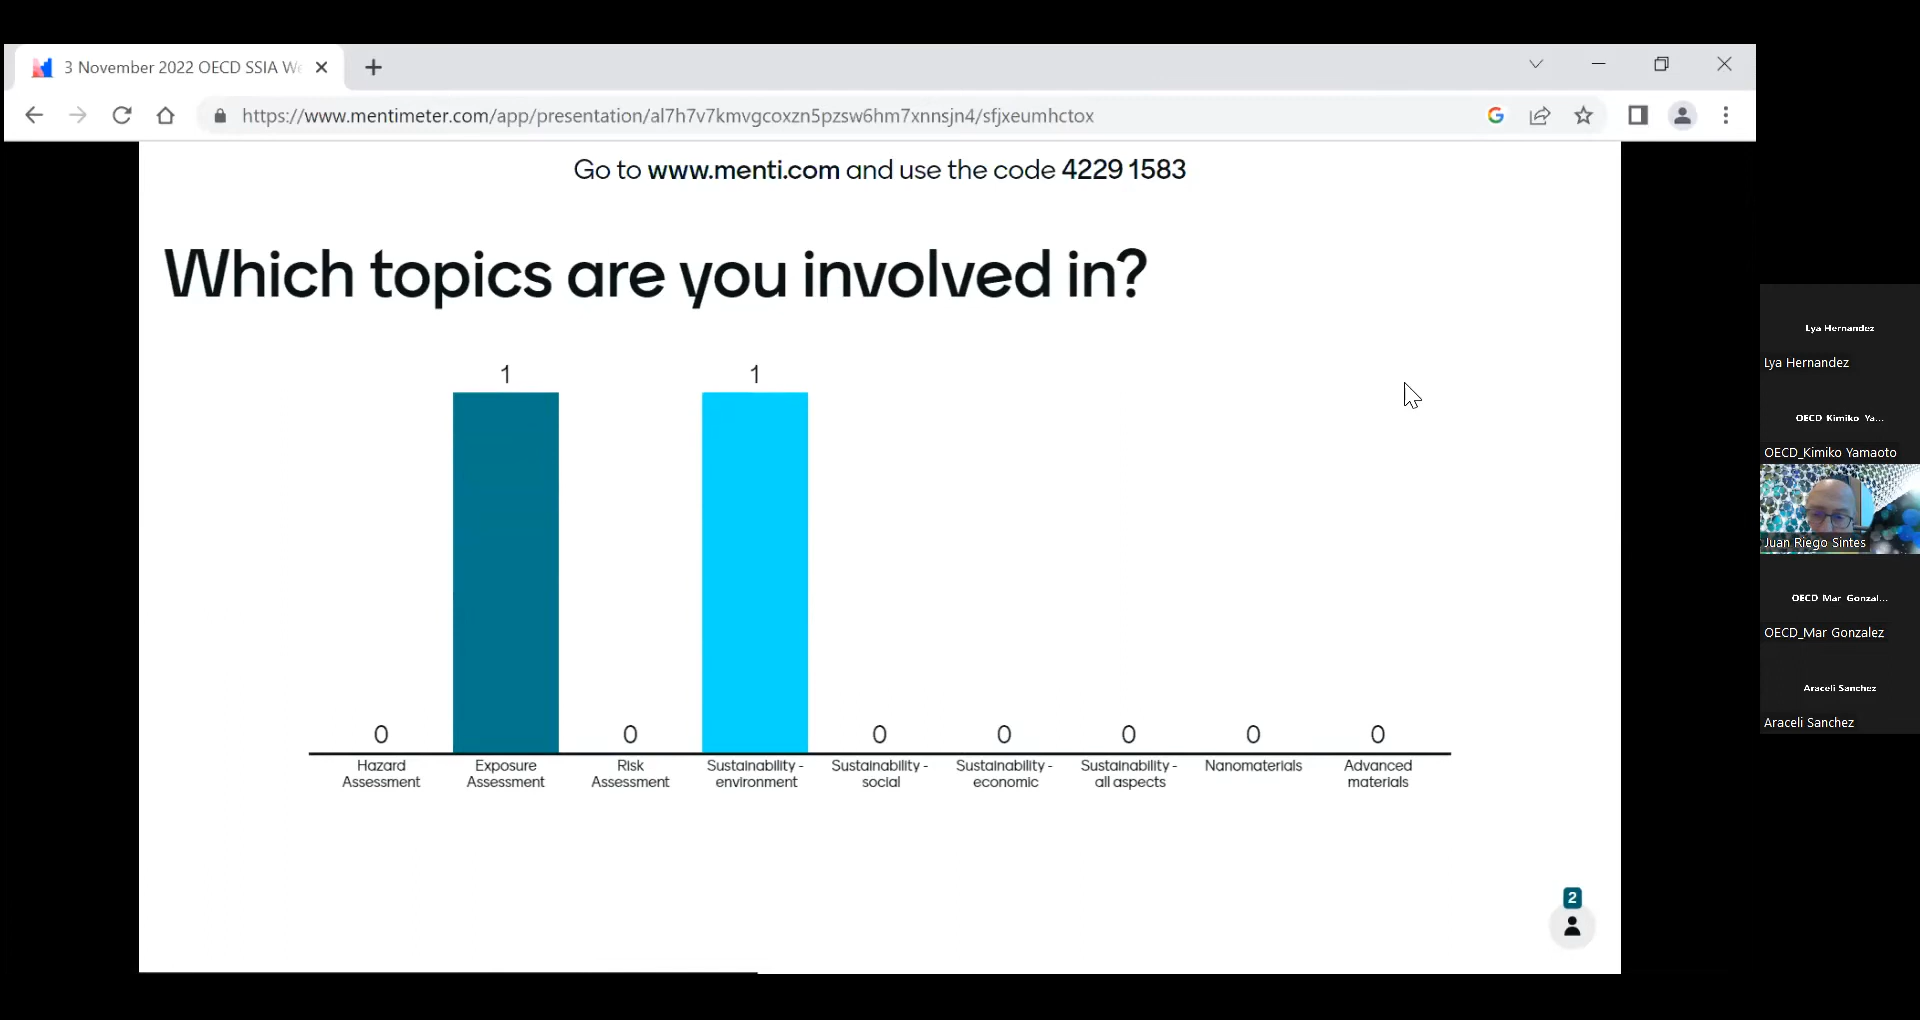 3 November 2022 OECD SSIA We
https://www.mentimeter.com/app/presentation/al7h7v7kmvgcoxzn5pzsw6hm7xnnsjn4/sfjxeumhctox
Go to www.menti.com and use the code 4229 1583
Which topics are you involved in?
1
1
0
0
0
0
0
0
0
Hazard
Assessment
Exposure
Assessment
Risk
Assessment
Sustainability -
environment
Sustainability -
social
Sustainability -
economic
Sustainability -
all aspects
Nanomaterials
Advanced
materials
2
Lya Hernandez
Lya Hernandez
OECD Kimiko Ya...
OECD_Kimiko Yamaoto
Juan Riego Sintes
OECD Mar Gonzal...
OECD_Mar Gonzalez
Araceli Sanchez
Araceli Sanchez